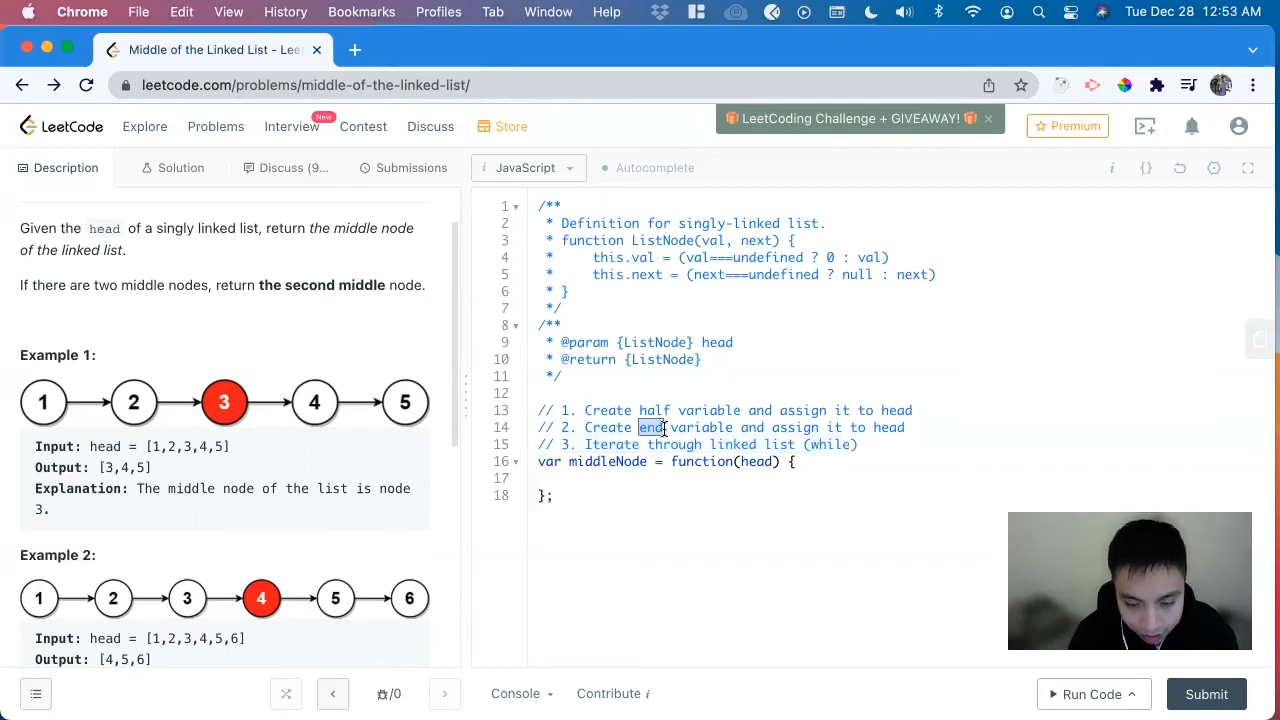 Chrome File Edit View History Bookmarks Profiles Tab Window Help Tue Dec 28 12:53 AM
Middle of the Linked List - Lee
leetcode.com/problems/middle-of-the-linked-list/
LeetCode Explore Problems Interview New Contest Discuss Store LeetCoding Challenge + GIVEAWAY! Premium
Description Solution Discuss (9... Submissions i JavaScript Autocomplete
Given the head of a singly linked list, return the middle node
of the linked list.
If there are two middle nodes, return the second middle node.
Example 1:
1 2 3 4 5
Input: head = [1,2,3,4,5]
Output: [3,4,5]
Explanation: The middle node of the list is node
3.
Example 2:
1 2 3 4 5 6
Input: head = [1,2,3,4,5,6]
Output: [4,5,6]
1 /**
2 * Definition for singly-linked list.
3 * function ListNode(val, next) {
4 * this.val = (val===undefined ? 0 : val)
5 * this.next = (next===undefined ? null : next)
6 * }
7 */
8 /**
9 * @param {ListNode} head
10 * @return {ListNode}
11 */
12
13 // 1. Create half variable and assign it to head
14 // 2. Create end variable and assign it to head
15 // 3. Iterate through linked list (while)
16 var middleNode = function(head) {
17
18 };
/0 Console Contribute i Run Code Submit